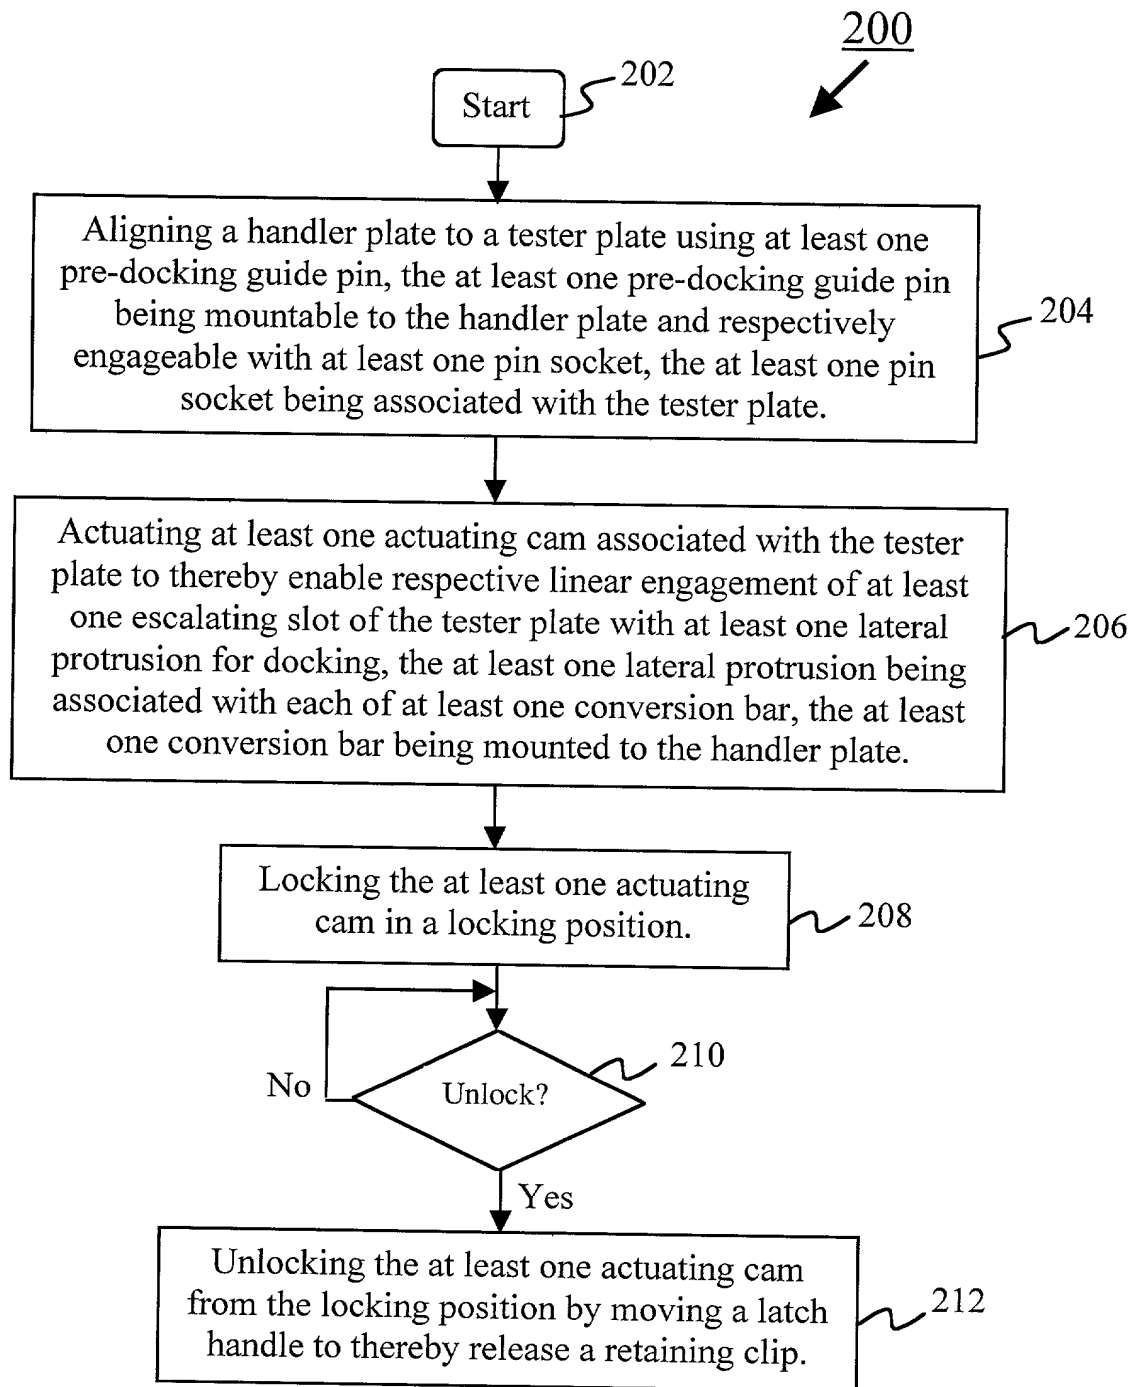 200
Start
202
Aligning a handler plate to a tester plate using at least one
pre-docking guide pin, the at least one pre-docking guide pin
being mountable to the handler plate and respectively
engageable with at least one pin socket, the at least one pin
socket being associated with the tester plate.
204
Actuating at least one actuating cam associated with the tester
plate to thereby enable respective linear engagement of at least
one escalating slot of the tester plate with at least one lateral
protrusion for docking, the at least one lateral protrusion being
associated with each of at least one conversion bar, the at least
one conversion bar being mounted to the handler plate.
206
Locking the at least one actuating
cam in a locking position.
208
Unlock?
210
No
Yes
Unlocking the at least one actuating cam
from the locking position by moving a latch
handle to thereby release a retaining clip.
212